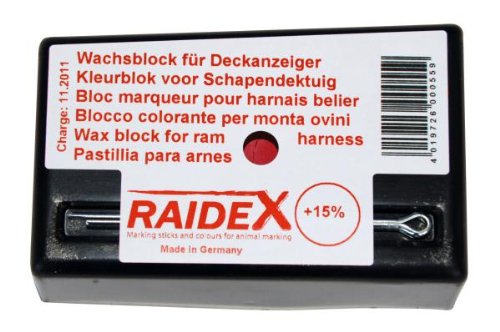 Wachsblock für Deckanzeiger
Kleurblok voor Schapendektuig
Bloc marqueur pour harnais belier
Blocco colorante per monta ovini
Wax block for ram harness
Pastillia para arnes
Charge: 11.2011
4 019726 000559
RAIDEX
+15%
Marking sticks and colours for animal marking
Made in Germany